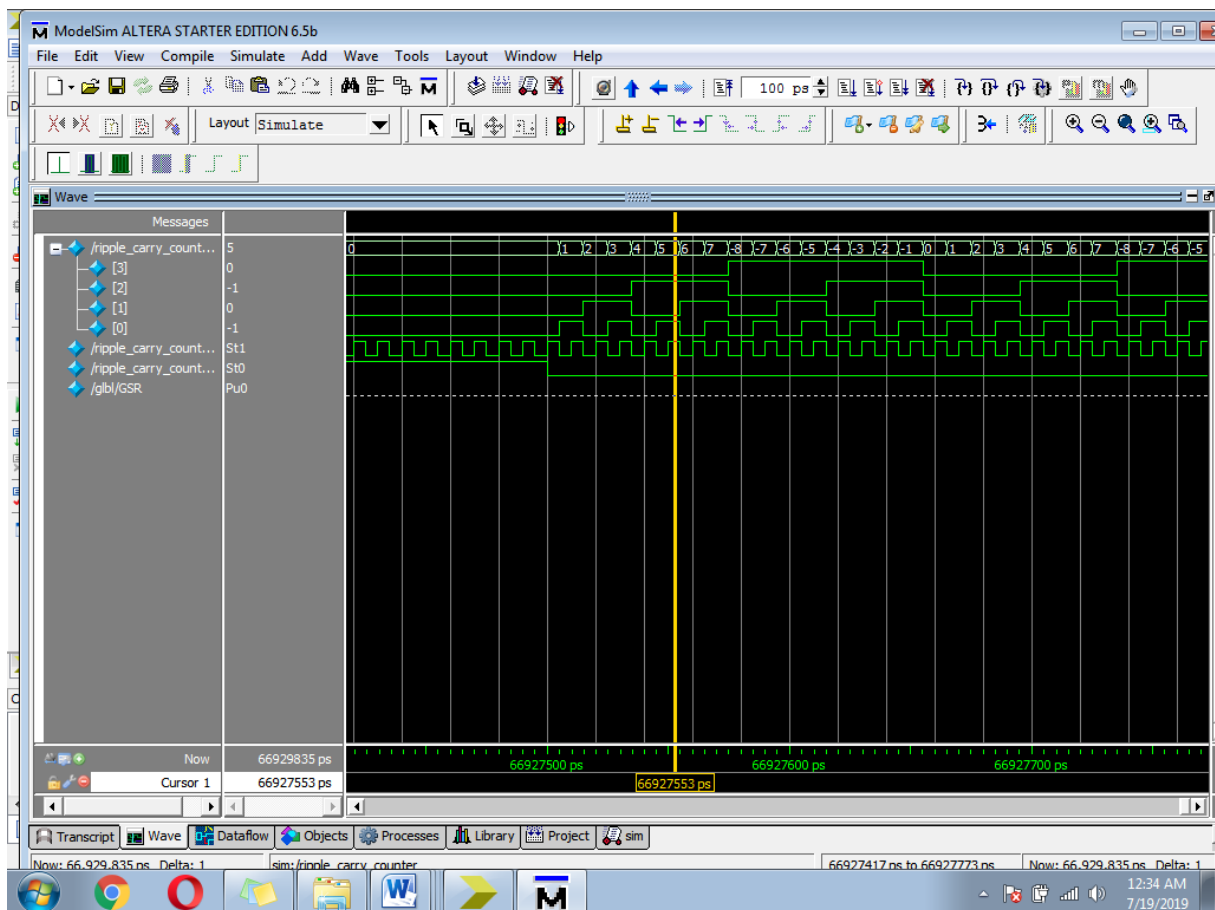 ModelSim ALTERA STARTER EDITION 6.5b
File Edit View Compile Simulate Add Wave Tools Layout Window Help
100 ps
Layout Simulate
Wave
Messages
/ripple_carry_count... 5 0 1 2 3 4 5 6 7 -8 -7 -6 -5 -4 -3 -2 -1 0 1 2 3 4 5 6 7 -8 -7 -6 -5
[3] 0
[2] -1
[1] 0
[0] -1
/ripple_carry_count... St1
/ripple_carry_count... St0
/glbl/GSR Pu0
Now 66929835 ps 66927500 ps 66927600 ps 66927700 ps
Cursor 1 66927553 ps 66927553 ps
Transcript Wave Dataflow Objects Processes Library Project sim
Now: 66,929,835 ps Delta: 1 sim:/ripple_carry_counter 66927417 ps to 66927773 ps Now: 66,929,835 ps Delta: 1
12:34 AM
7/19/2019